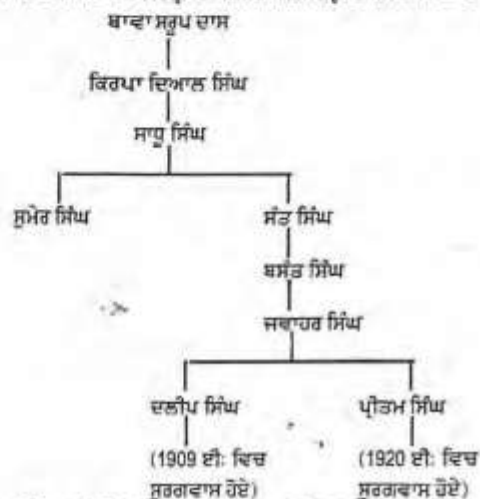 ਬਾਵਾ ਸਰੂਪ ਦਾਸ
ਕਿਰਪਾ ਦਿਆਲ ਸਿੰਘ
ਸਾਧੂ ਸਿੰਘ
ਸੁਮੇਰ ਸਿੰਘ ਸੰਤ ਸਿੰਘ
ਬਸੰਤ ਸਿੰਘ
ਜਵਾਹਰ ਸਿੰਘ
ਦਲੀਪ ਸਿੰਘ ਪ੍ਰੀਤਮ ਸਿੰਘ
(1909 ਈ: ਵਿਚ (1920 ਈ: ਵਿਚ
ਸੁਰਗਵਾਸ ਹੋਏ) ਸੁਰਗਵਾਸ ਹੋਏ)